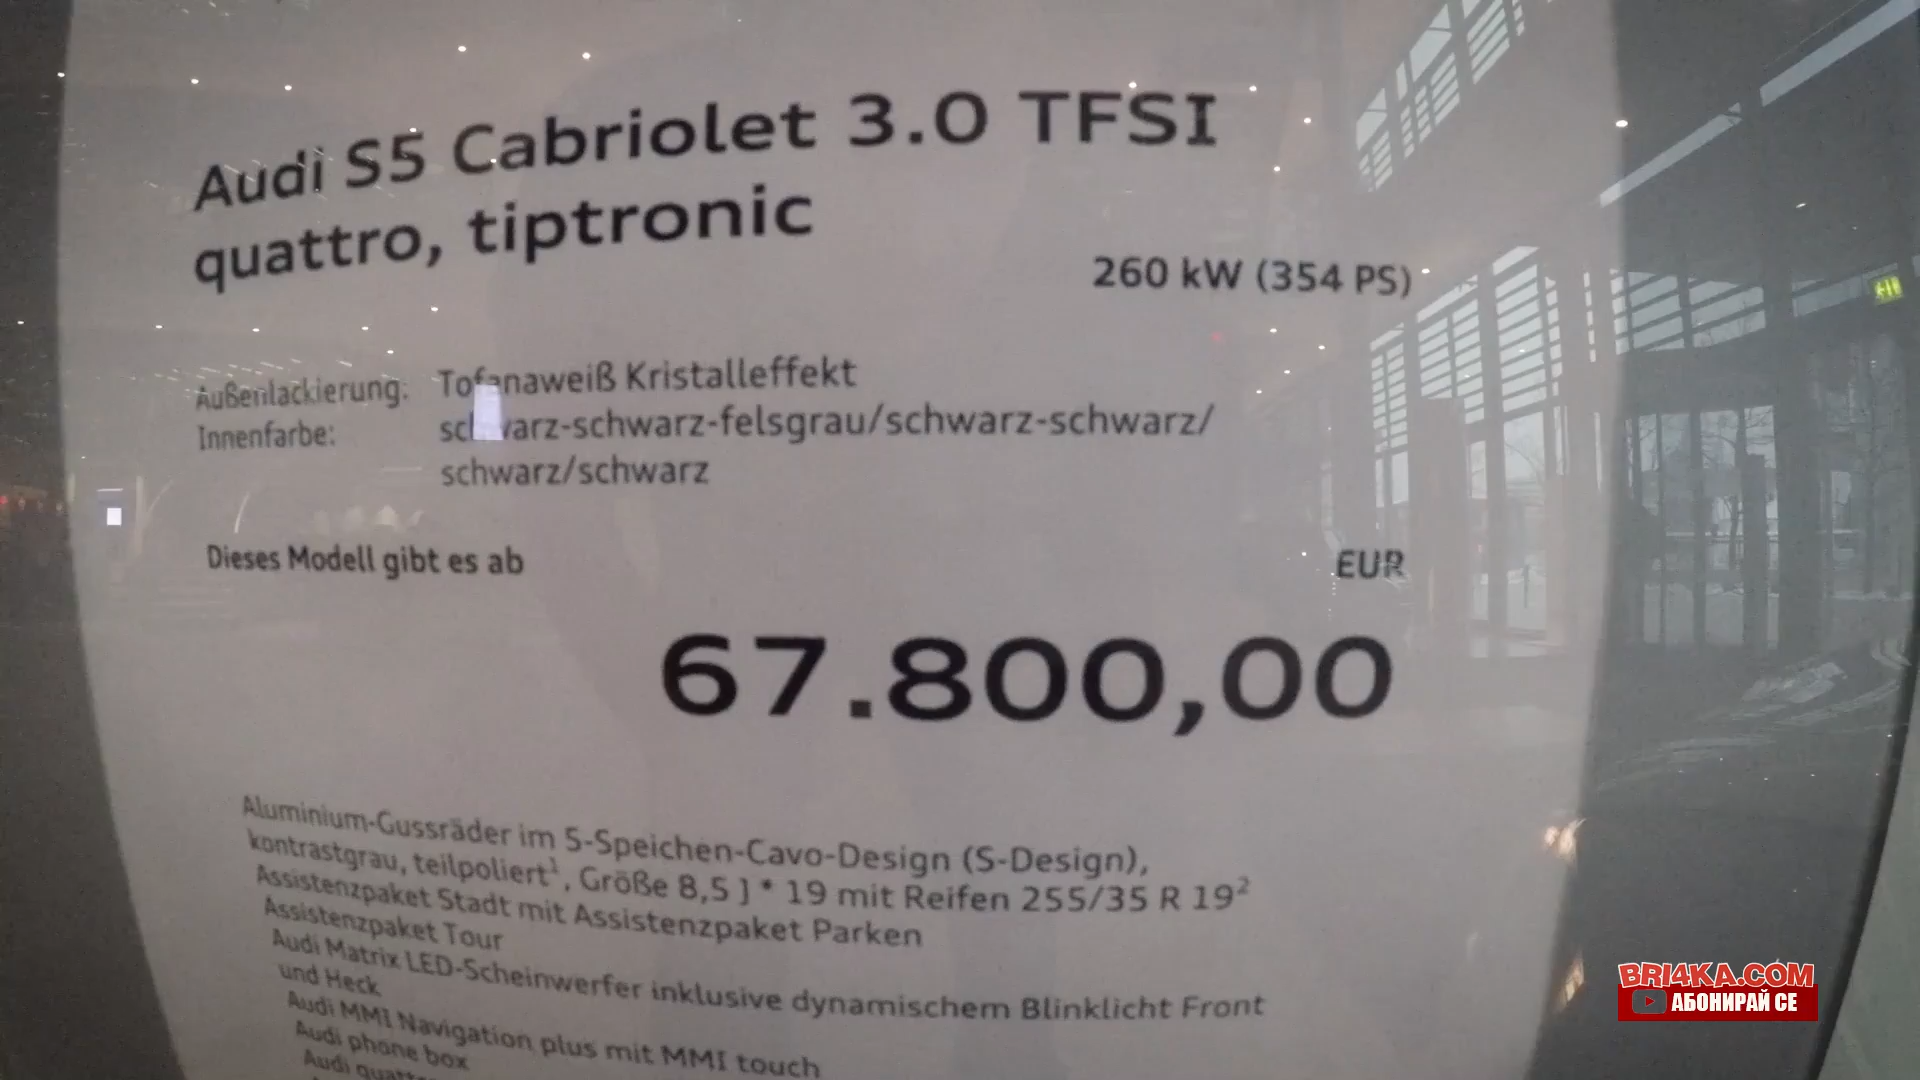 Audi S5 Cabriolet 3.0 TFSI
quattro, tiptronic
260 kW (354 PS)
Außenlackierung: Tofanaweiß Kristalleffekt
Innenfarbe: schwarz-schwarz-felsgrau/schwarz-schwarz/
schwarz/schwarz
Dieses Modell gibt es ab EUR
67.800,00
Aluminium-Gussräder im 5-Speichen-Cavo-Design (S-Design),
kontrastgrau, teilpoliert¹, Größe 8,5 J * 19 mit Reifen 255/35 R 19²
Assistenzpaket Stadt mit Assistenzpaket Parken
Assistenzpaket Tour
Audi Matrix LED-Scheinwerfer inklusive dynamischem Blinklicht Front
und Heck
Audi MMI Navigation plus mit MMI touch
Audi phone box
Audi
BRI4KA.COM
АБОНИРАЙ СЕ